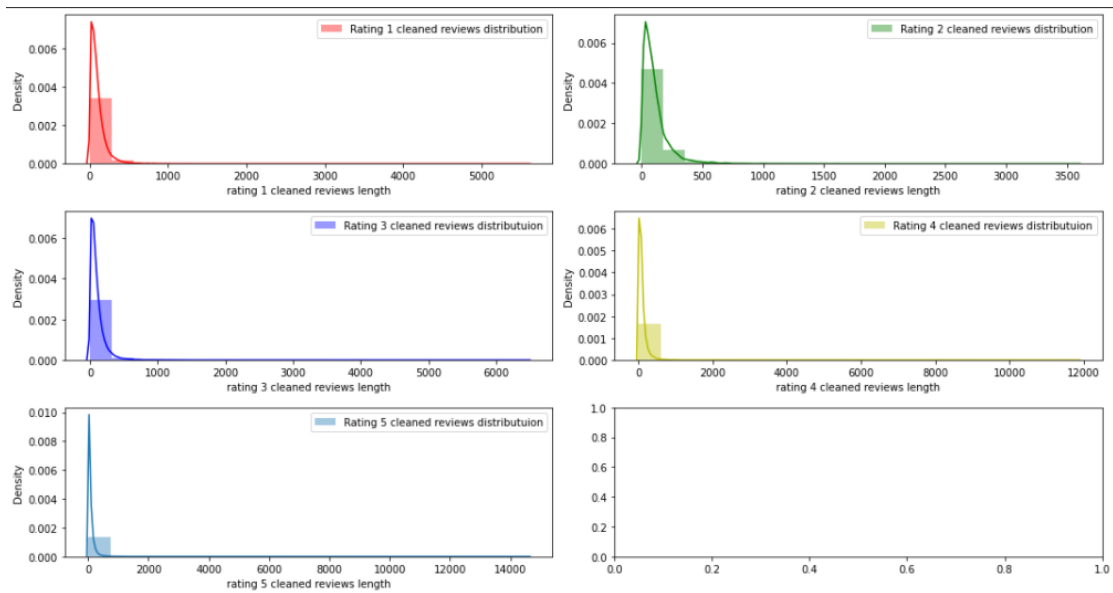 Rating 1 cleaned reviews distribution
0.006
0.004
0.002
0.000
Density
0 1000 2000 3000 4000 5000
rating 1 cleaned reviews length
Rating 2 cleaned reviews distribution
0.006
0.004
0.002
0.000
Density
0 500 1000 1500 2000 2500 3000 3500
rating 2 cleaned reviews length
Rating 3 cleaned reviews distributuion
0.006
0.004
0.002
0.000
Density
0 1000 2000 3000 4000 5000 6000
rating 3 cleaned reviews length
Rating 4 cleaned reviews distributuion
0.006
0.005
0.004
0.003
0.002
0.001
0.000
Density
0 2000 4000 6000 8000 10000 12000
rating 4 cleaned reviews length
Rating 5 cleaned reviews distributuion
0.010
0.008
0.006
0.004
0.002
0.000
Density
0 2000 4000 6000 8000 10000 12000 14000
rating 5 cleaned reviews length
1.0
0.8
0.6
0.4
0.2
0.0
0.0 0.2 0.4 0.6 0.8 1.0